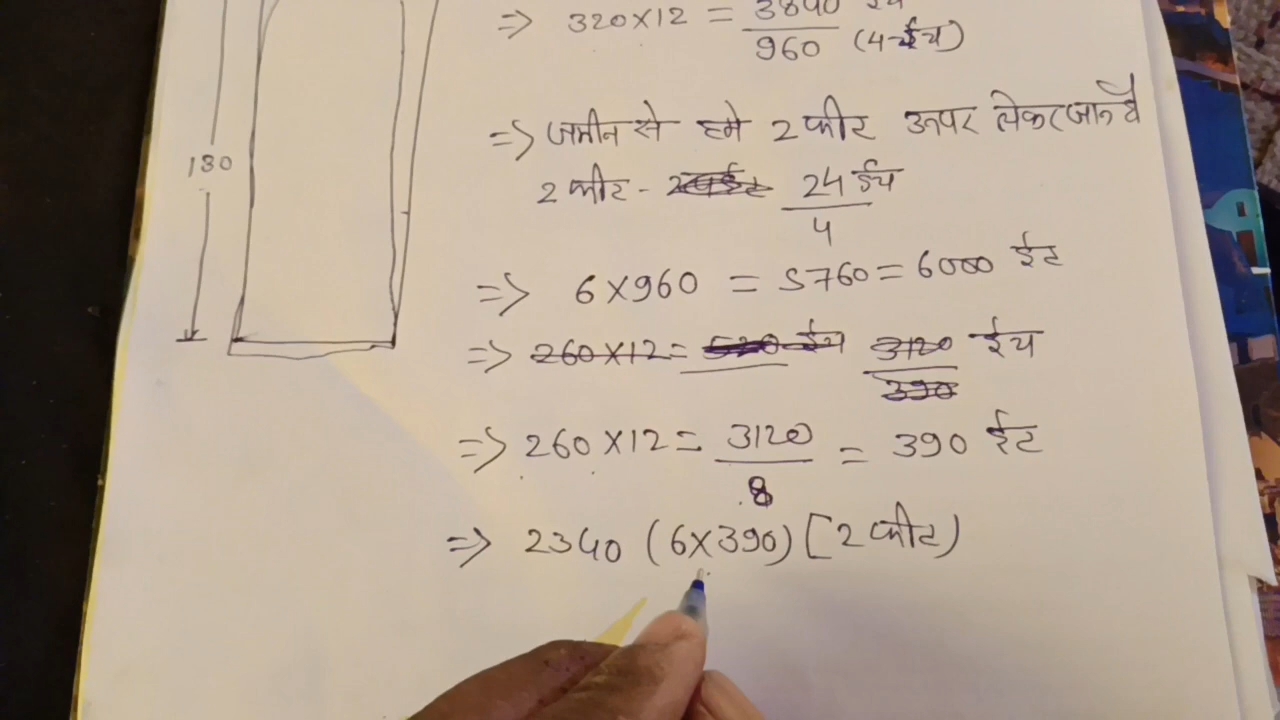 => 320×12 = 3840 ईंच
960 (4-ईंच)
=> जमीन से हमे 2 फीट ऊपर लेकर जाना है
180
2 फीट - 24 ईंच
4
=> 6×960 = 5760 = 6000 ईंट
=> 260×12 = 520 ईंच 3120 ईंच
390
=> 260×12 = 3120 = 390 ईंट
8
=> 2340 (6×390) [2 फीट)